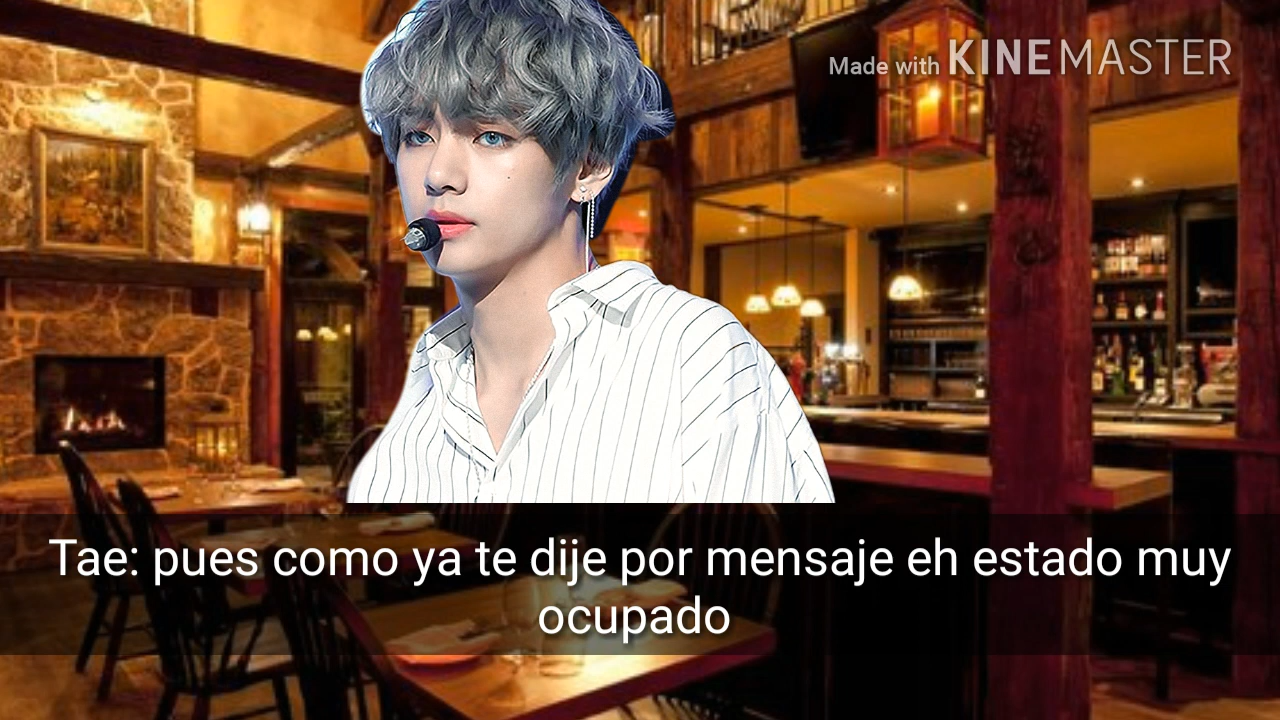 Made with KINEMASTER
Tae: pues como ya te dije por mensaje eh estado muy
ocupado